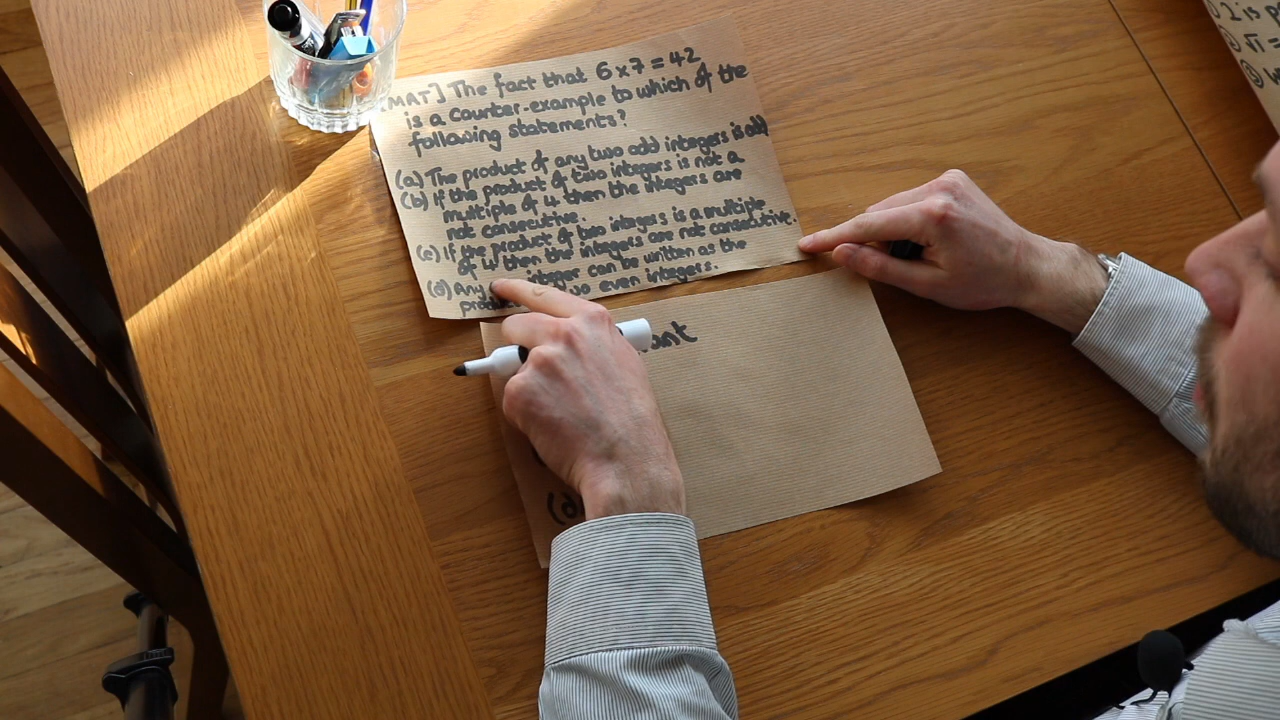 MAT] The fact that 6 x 7 = 42
is a counter-example to which of the
following statements?
(a) The product of any two odd integers is odd
(b) If the product of two integers is not a
multiple of 4 then the integers are
not consecutive.
(c) If the product of two integers is a multiple
of 4 then the integers are not consecutive.
(d) Any integer can be written as the
two even integers.
(d)
2 is